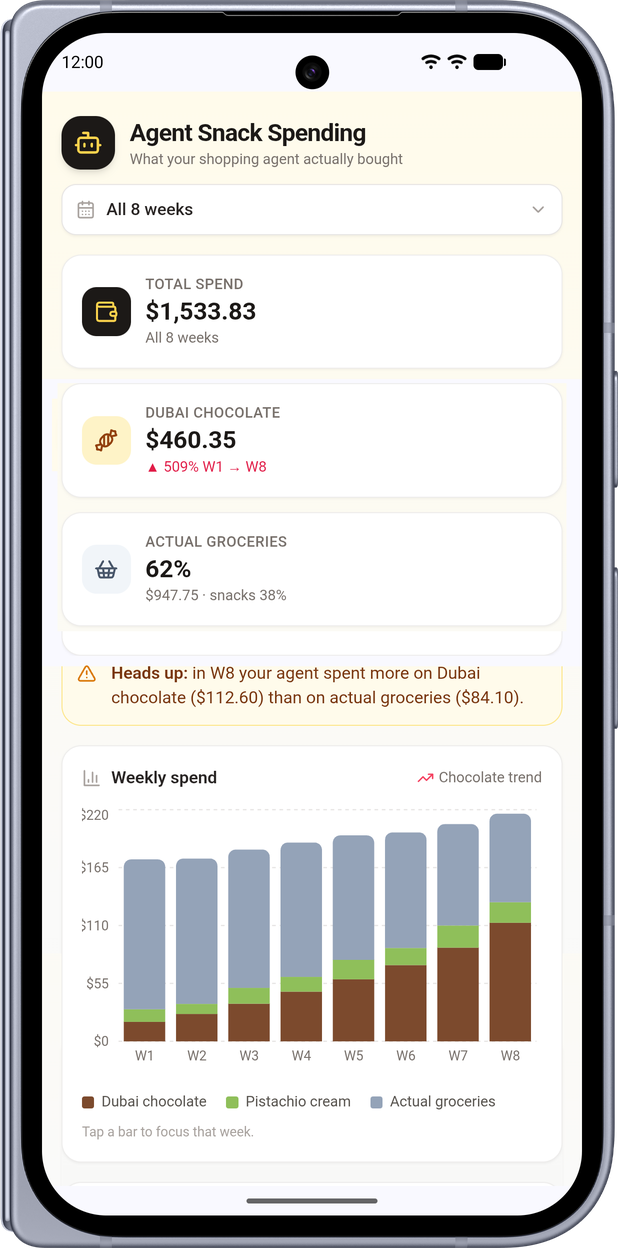 12:00
Agent Snack Spending
What your shopping agent actually bought
All 8 weeks
TOTAL SPEND
$1,533.83
All 8 weeks
DUBAI CHOCOLATE
$460.35
▲ 509% W1 → W8
ACTUAL GROCERIES
62%
$947.75 · snacks 38%
Heads up: in W8 your agent spent more on Dubai
chocolate ($112.60) than on actual groceries ($84.10).
Weekly spend
Chocolate trend
$220
$165
$110
$55
$0
W1 W2 W3 W4 W5 W6 W7 W8
Dubai chocolate Pistachio cream Actual groceries
Tap a bar to focus that week.